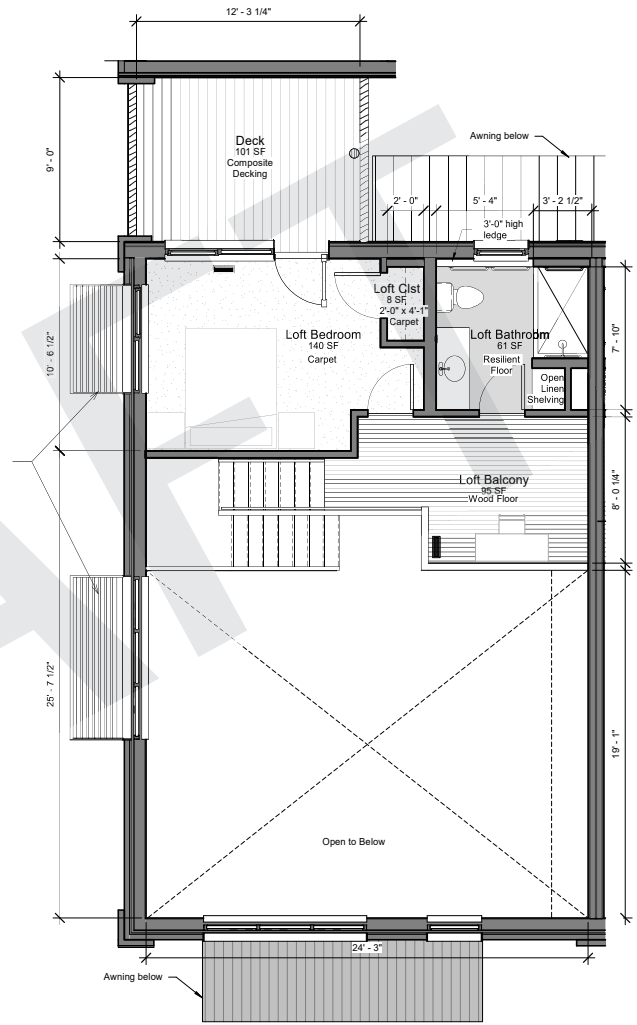 12' - 3 1/4"
9' - 0"
Deck
101 SF
Composite
Decking
Awning below
2' - 0"
5' - 4"
3' - 2 1/2"
3'-0" high
ledge
10' - 6 1/2"
Loft Clst
8 SF
2'-0" x 4'-1"
Carpet
Loft Bedroom
140 SF
Carpet
Loft Bathroom
61 SF
Resilient
Floor
7' - 10"
Open
Linen
Shelving
Loft Balcony
95 SF
Wood Floor
8' - 0 1/4"
25' - 7 1/2"
19' - 1"
Open to Below
24' - 3"
Awning below
AFT